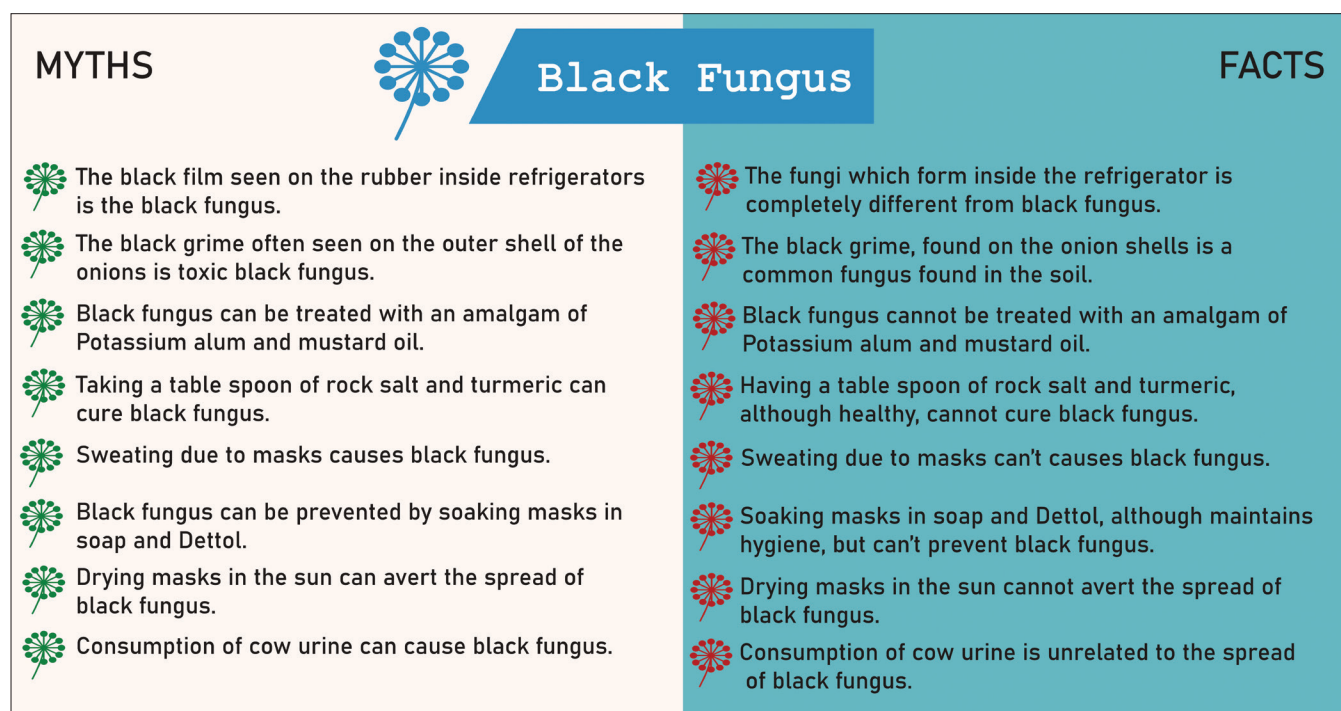 MYTHS
Black Fungus
FACTS
The black film seen on the rubber inside refrigerators
is the black fungus.
The black grime often seen on the outer shell of the
onions is toxic black fungus.
Black fungus can be treated with an amalgam of
Potassium alum and mustard oil.
Taking a table spoon of rock salt and turmeric can
cure black fungus.
Sweating due to masks causes black fungus.
Black fungus can be prevented by soaking masks in
soap and Dettol.
Drying masks in the sun can avert the spread of
black fungus.
Consumption of cow urine can cause black fungus.
The fungi which form inside the refrigerator is
completely different from black fungus.
The black grime, found on the onion shells is a
common fungus found in the soil.
Black fungus cannot be treated with an amalgam of
Potassium alum and mustard oil.
Having a table spoon of rock salt and turmeric,
although healthy, cannot cure black fungus.
Sweating due to masks can't causes black fungus.
Soaking masks in soap and Dettol, although maintains
hygiene, but can't prevent black fungus.
Drying masks in the sun cannot avert the spread of
black fungus.
Consumption of cow urine is unrelated to the spread
of black fungus.